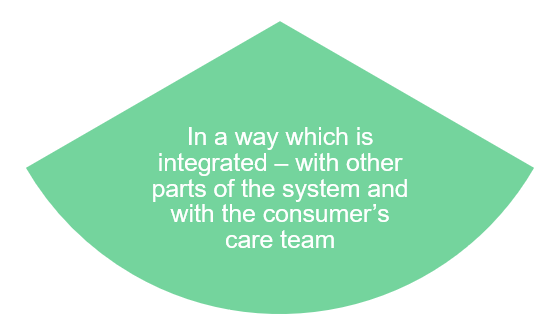 In a way which is
integrated – with other
parts of the system and
with the consumer’s
care team